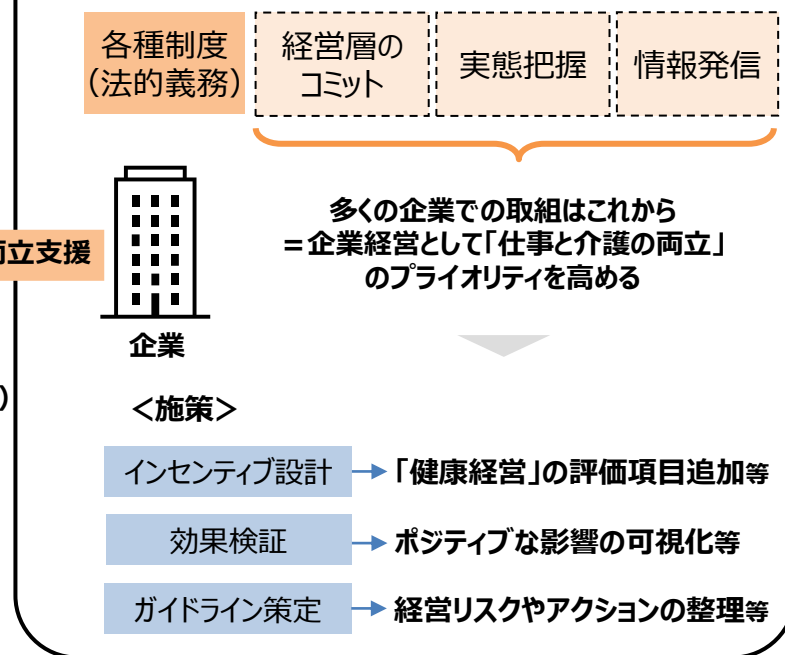 各種制度
（法的義務）
経営層の
コミット
実態把握
情報発信
多くの企業での取組はこれから
＝企業経営として「仕事と介護の両立」
のプライオリティを高める
立支援
企業
)
＜施策＞
インセンティブ設計
「健康経営」の評価項目追加等
効果検証
ポジティブな影響の可視化等
ガイドライン策定
経営リスクやアクションの整理等